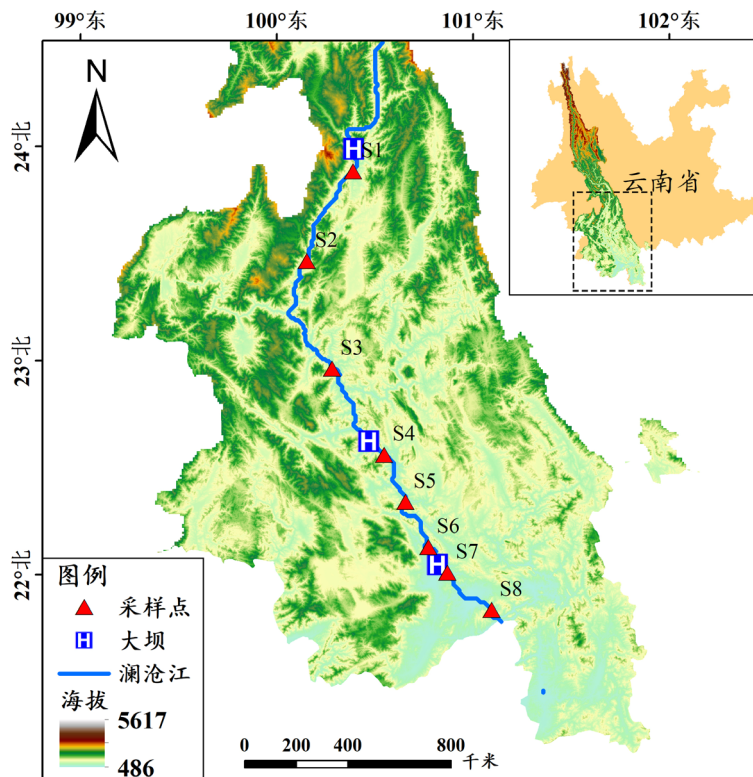 99°东 100°东 101°东 102°东
N
24°北
23°北
22°北
云南省
H S1
S2
S3
H S4
S5
S6
H S7
S8
图例
采样点
H 大坝
澜沧江
海拔
5617
486
0 200 400 800 千米